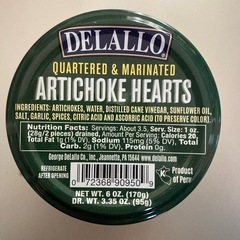 DELALLO
QUARTERED & MARINATED
ARTICHOKE HEARTS
INGREDIENTS: ARTICHOKES, WATER, DISTILLED CANE VINEGAR, SUNFLOWER OIL,
SALT, GARLIC, SPICES, CITRIC ACID AND ASCORBIC ACID (TO PRESERVE COLOR).
Nutrition Facts: Servings: About 3.5, Serv. Size: 1 oz.
(28g/2 pieces) drained, Amount Per Serving: Calories 20,
Total Fat 1g (1% DV), Sodium 115mg (5% DV), Total
Carb. 2g (1% DV), Protein 0g.
George DeLallo Co., Inc., Jeannette, PA 15644 www.delallo.com
REFRIGERATE
AFTER OPENING
0 72368 90950 9
K
Product
of Peru
NET WT. 6 OZ. (170g)
DR. WT. 3.35 OZ. (95g)